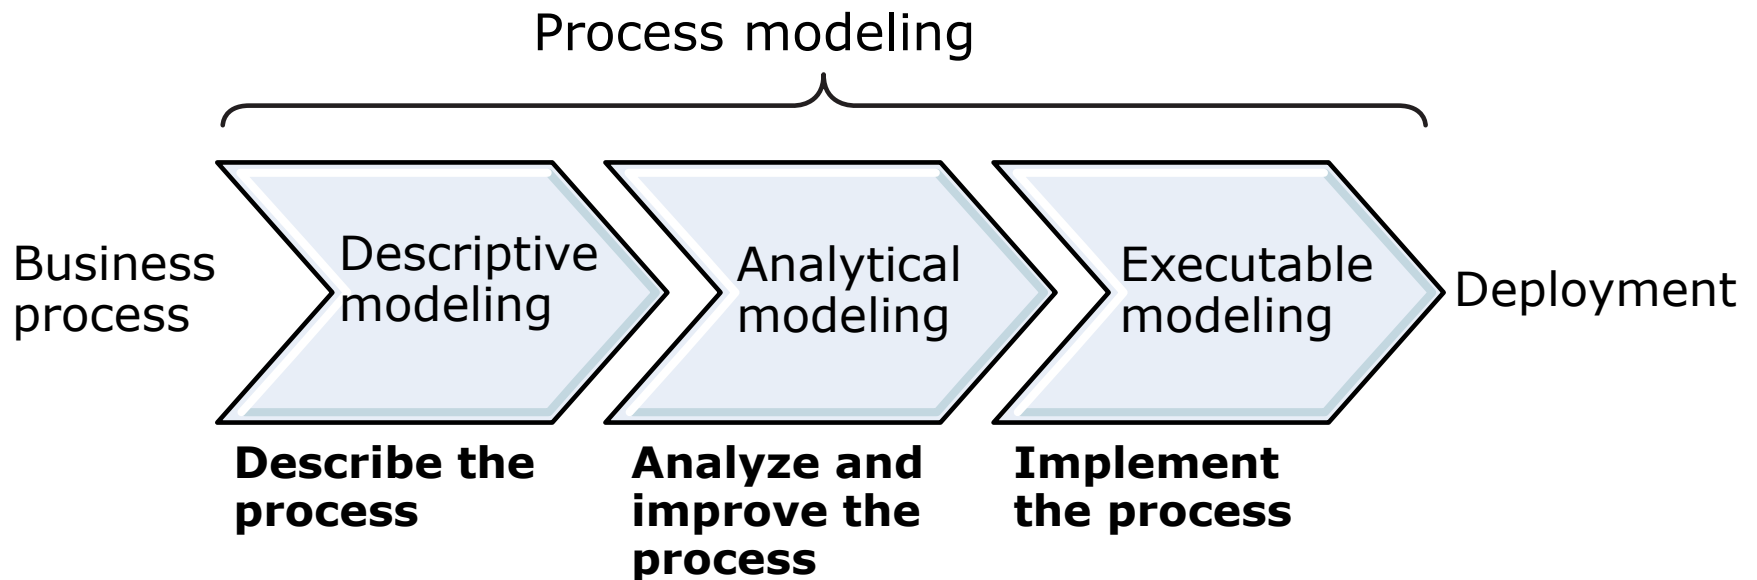 Process modeling
Business
process
Descriptive
modeling
Analytical
modeling
Executable
modeling
Deployment
Describe the
process
Analyze and
improve the
process
Implement
the process